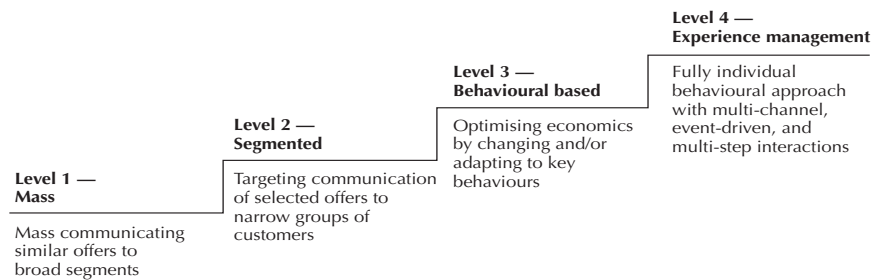 Level 1 —
Mass
Mass communicating
similar offers to
broad segments
Level 2 —
Segmented
Targeting communication
of selected offers to
narrow groups of
customers
Level 3 —
Behavioural based
Optimising economics
by changing and/or
adapting to key
behaviours
Level 4 —
Experience management
Fully individual
behavioural approach
with multi-channel,
event-driven, and
multi-step interactions